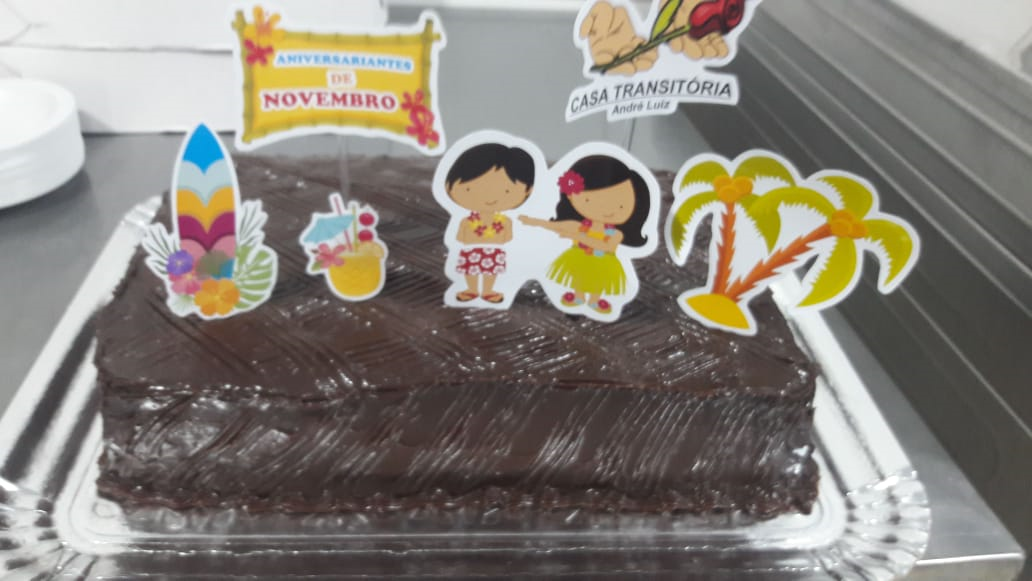 ANIVERSARIANTES
DE
NOVEMBRO
CASA TRANSITÓRIA
André Luiz